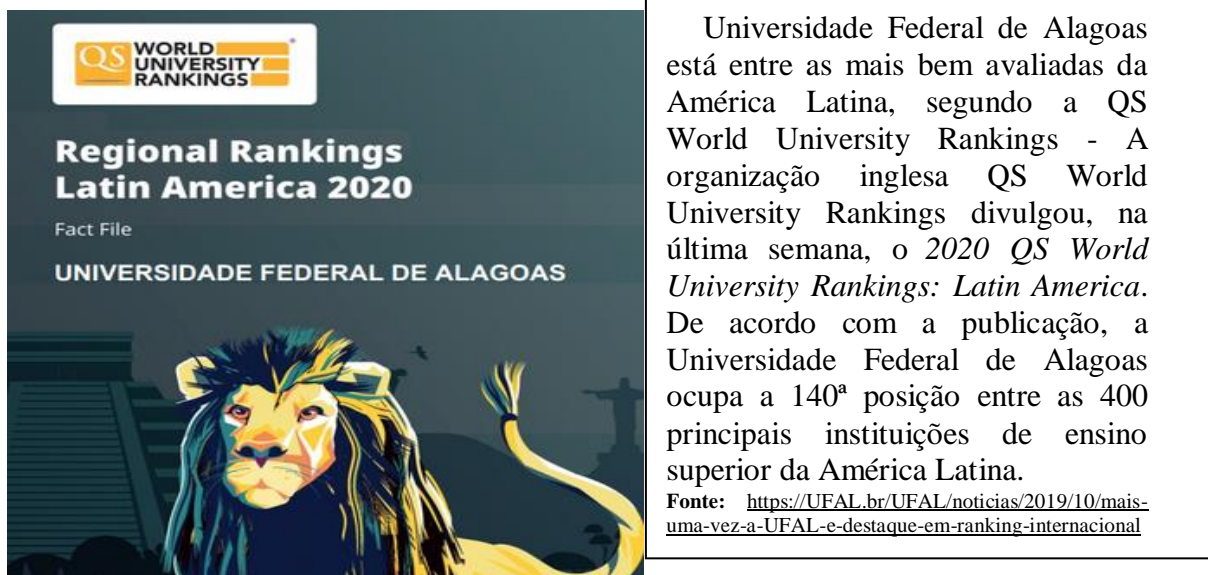 QS WORLD
UNIVERSITY
RANKINGS
Regional Rankings
Latin America 2020
Fact File
UNIVERSIDADE FEDERAL DE ALAGOAS
Universidade Federal de Alagoas
está entre as mais bem avaliadas da
América Latina, segundo a QS
World University Rankings - A
organização inglesa QS World
University Rankings divulgou, na
última semana, o 2020 QS World
University Rankings: Latin America.
De acordo com a publicação, a
Universidade Federal de Alagoas
ocupa a 140ª posição entre as 400
principais instituições de ensino
superior da América Latina.
Fonte: https://UFAL.br/UFAL/noticias/2019/10/mais-
uma-vez-a-UFAL-e-destaque-em-ranking-internacional